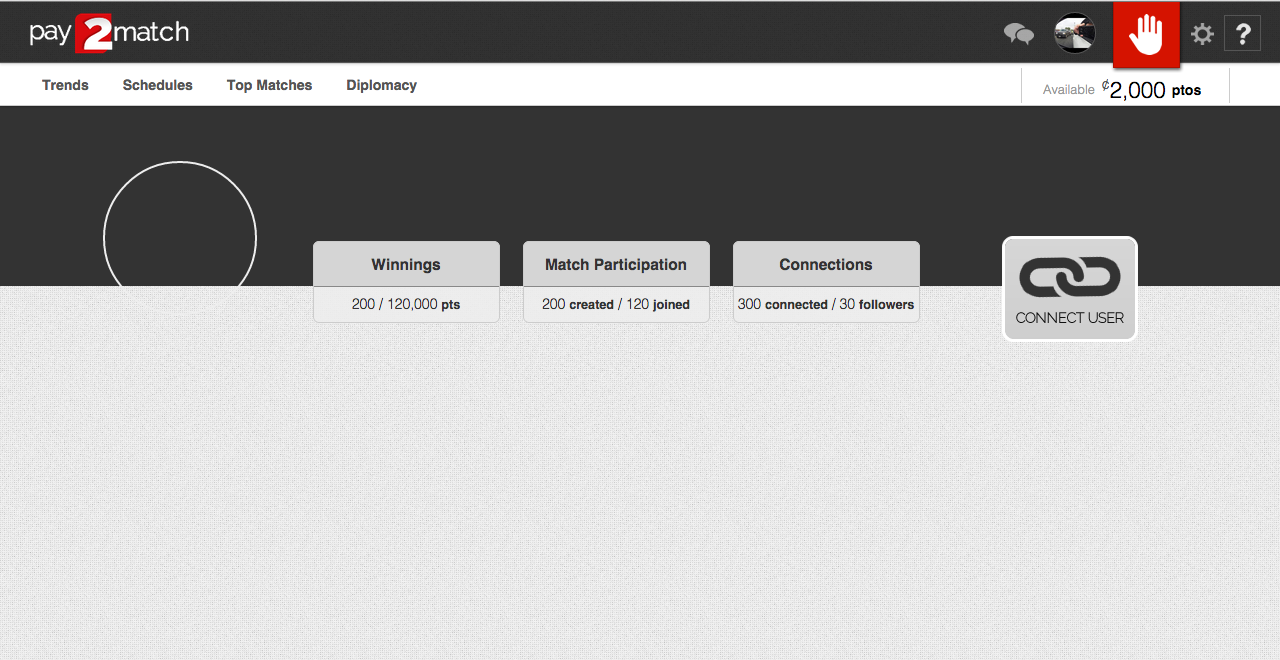 pay2match
?
Trends Schedules Top Matches Diplomacy
Available ₡2,000 ptos
Winnings Match Participation Connections
200 / 120,000 pts 200 created / 120 joined 300 connected / 30 followers
CONNECT USER